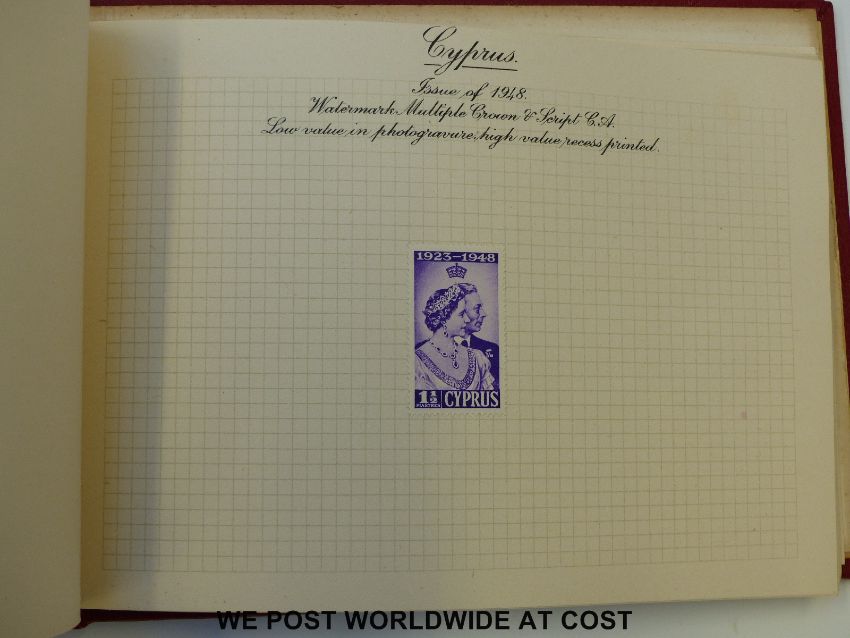 Cyprus.
Issue of 1948.
Watermark Multiple Crown & Script C.A.
Low value in photogravure; high value recess printed.
1923-1948
1½ CYPRUS
PIASTRES
WE POST WORLDWIDE AT COST